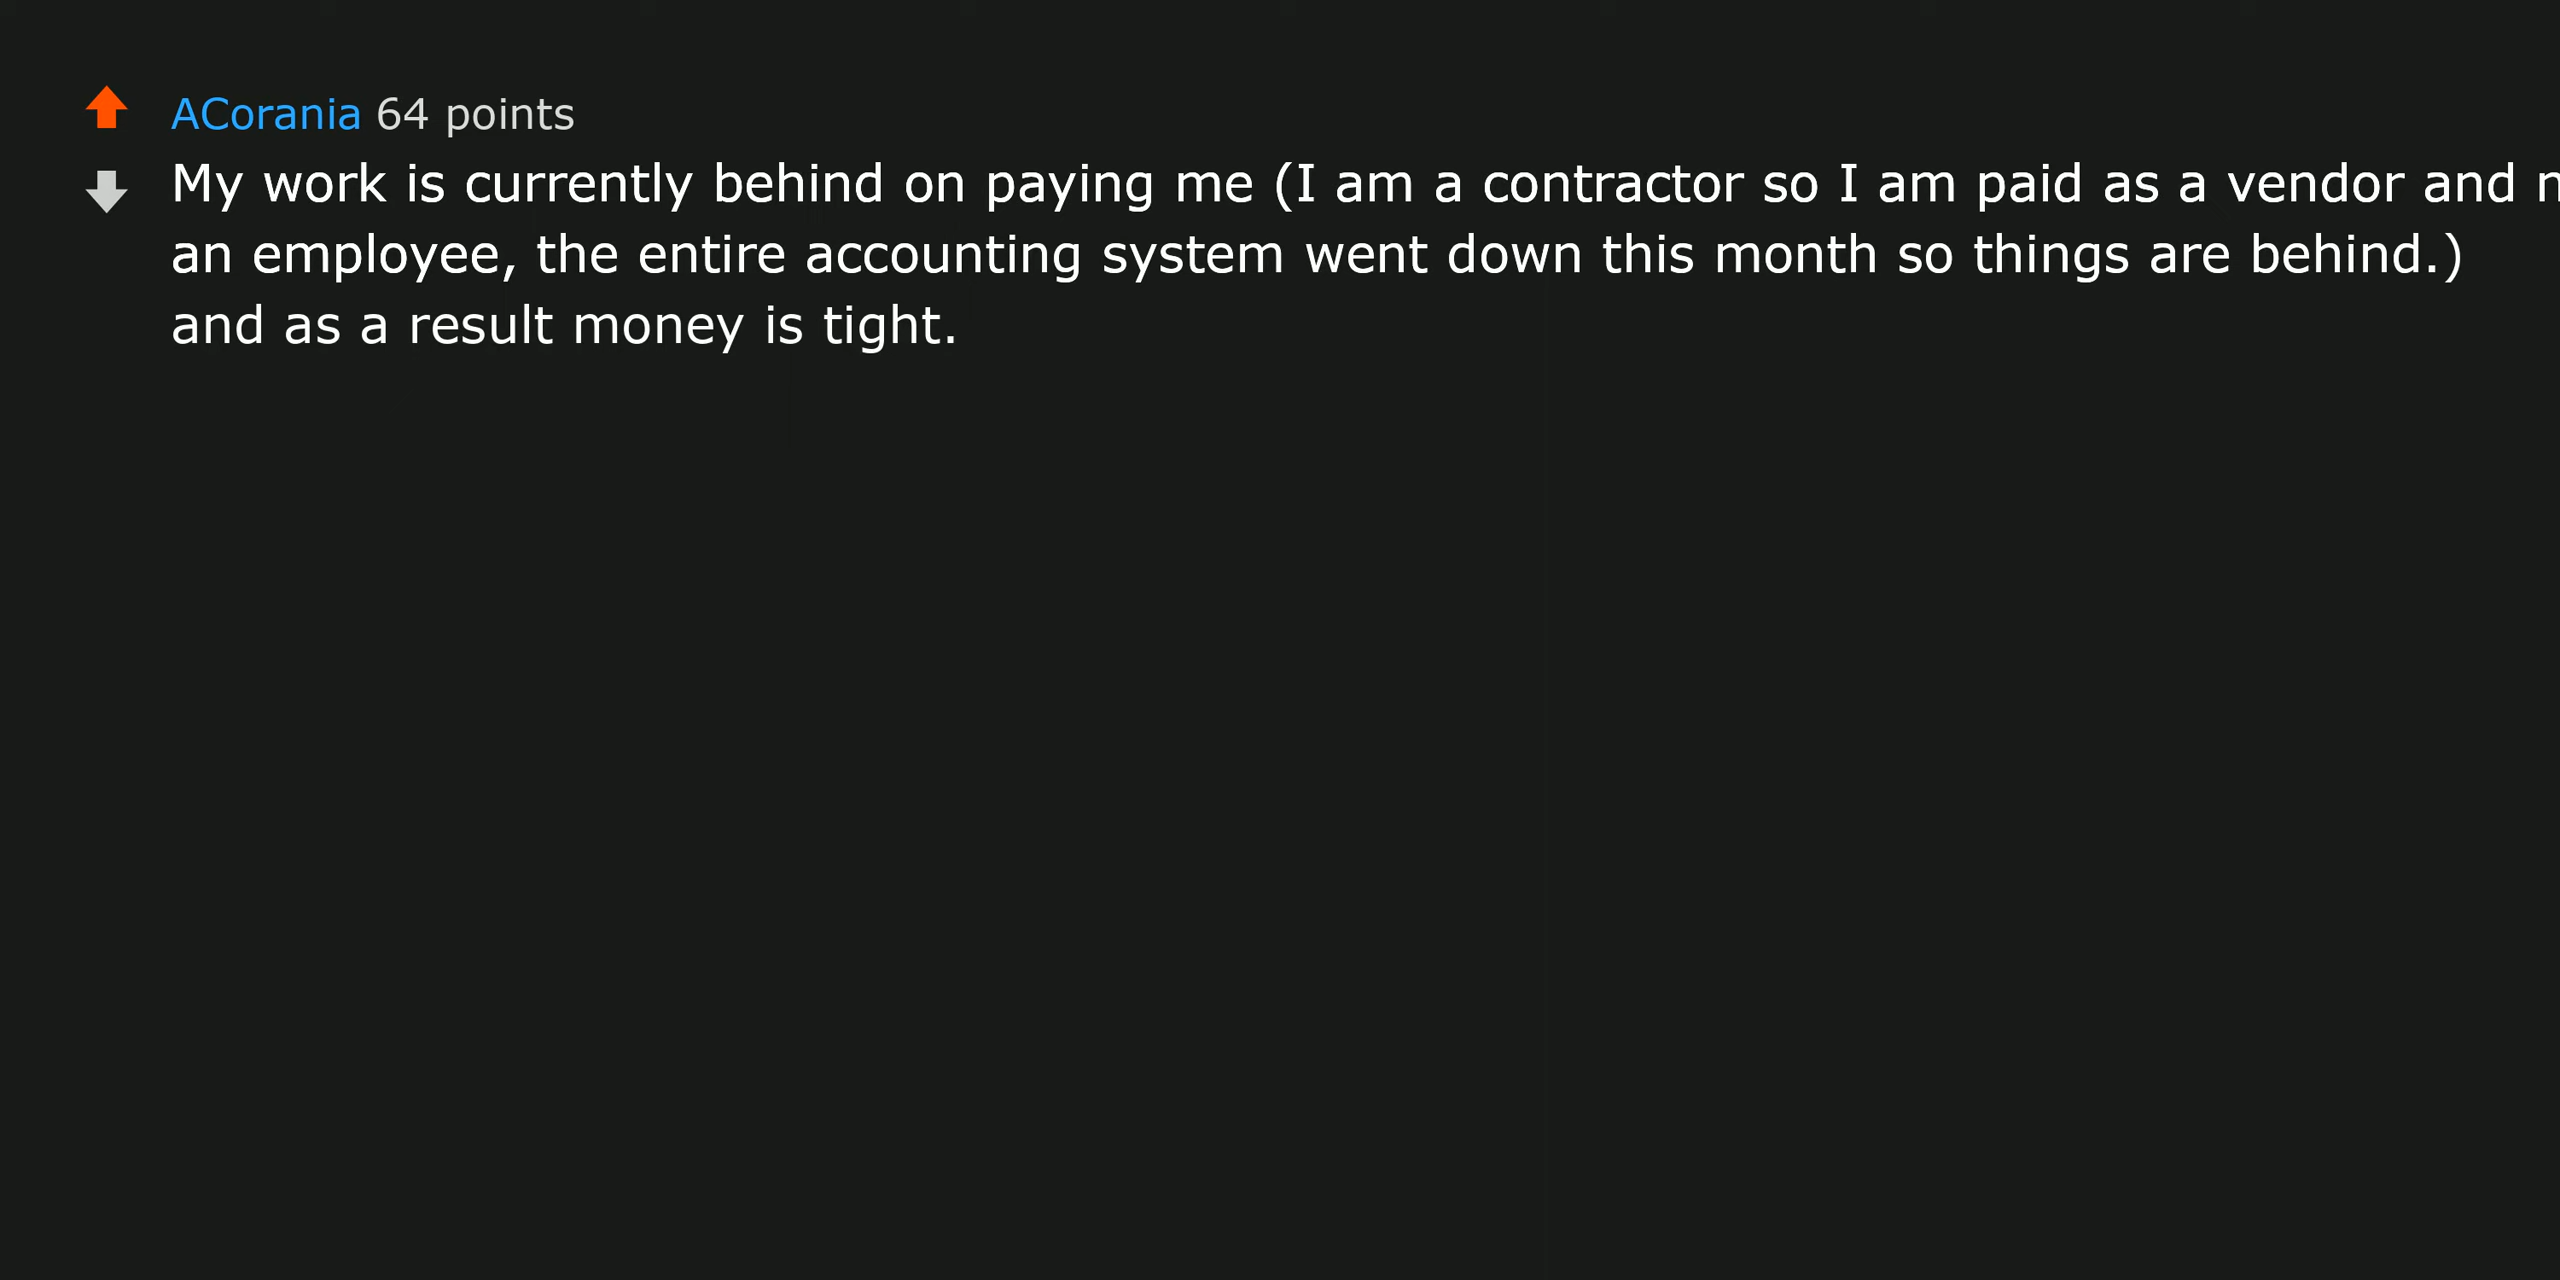 ACorania 64 points
My work is currently behind on paying me (I am a contractor so I am paid as a vendor and
an employee, the entire accounting system went down this month so things are behind.)
and as a result money is tight.